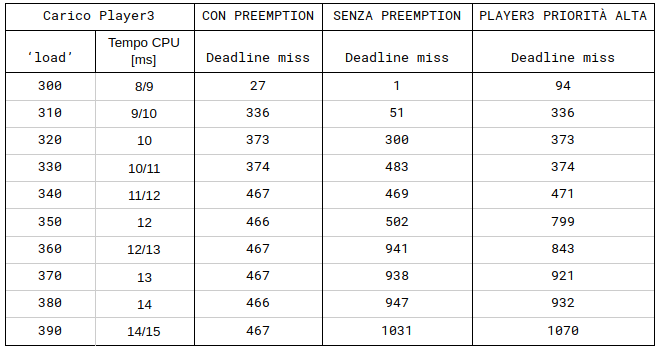 Carico Player3 CON PREEMPTION SENZA PREEMPTION PLAYER3 PRIORITÀ ALTA
‘load’ Tempo CPU [ms] Deadline miss Deadline miss Deadline miss
300 8/9 27 1 94
310 9/10 336 51 336
320 10 373 300 373
330 10/11 374 483 374
340 11/12 467 469 471
350 12 466 502 799
360 12/13 467 941 843
370 13 467 938 921
380 14 466 947 932
390 14/15 467 1031 1070